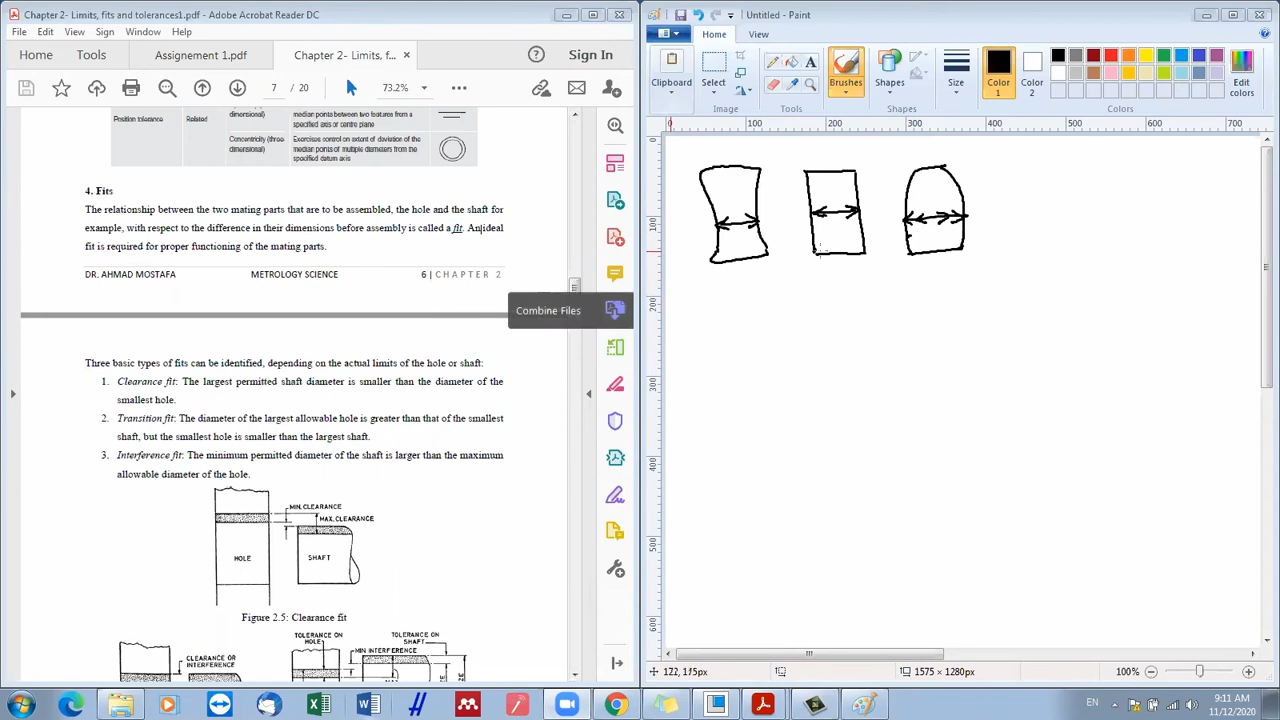 Chapter 2- Limits, fits and tolerances1.pdf - Adobe Acrobat Reader DC
File Edit View Sign Window Help
Home Tools Assignement 1.pdf Chapter 2- Limits, f... × Sign In
7 / 20 73.2%
Position tolerance Related dimensional) median points between two features from a
specified axis or centre plane
Concentricity (three-
dimensional) Exercises control on extent of deviation of the
median points of multiple diameters from the
specified datum axis
4. Fits
The relationship between the two mating parts that are to be assembled, the hole and the shaft for
example, with respect to the difference in their dimensions before assembly is called a fit. An ideal
fit is required for proper functioning of the mating parts.
DR. AHMAD MOSTAFA METROLOGY SCIENCE 6 | CHAPTER 2
Combine Files
Three basic types of fits can be identified, depending on the actual limits of the hole or shaft:
1. Clearance fit: The largest permitted shaft diameter is smaller than the diameter of the
smallest hole.
2. Transition fit: The diameter of the largest allowable hole is greater than that of the smallest
shaft, but the smallest hole is smaller than the largest shaft.
3. Interference fit: The minimum permitted diameter of the shaft is larger than the maximum
allowable diameter of the hole.
MIN. CLEARANCE
MAX. CLEARANCE
HOLE SHAFT
Figure 2.5: Clearance fit
CLEARANCE OR
INTERFERENCE
TOLERANCE ON
HOLE
TOLERANCE ON
SHAFT
MIN INTERFERENCE
Untitled - Paint
Home View
Clipboard Select Brushes Shapes Size Color
1 Color
2 Edit
colors
Image Tools Shapes Colors
0 100 200 300 400 500 600 700
0
100
200
300
400
500
600
122, 175px 1575 × 1280px 100%
EN 9:11 AM
11/12/2020